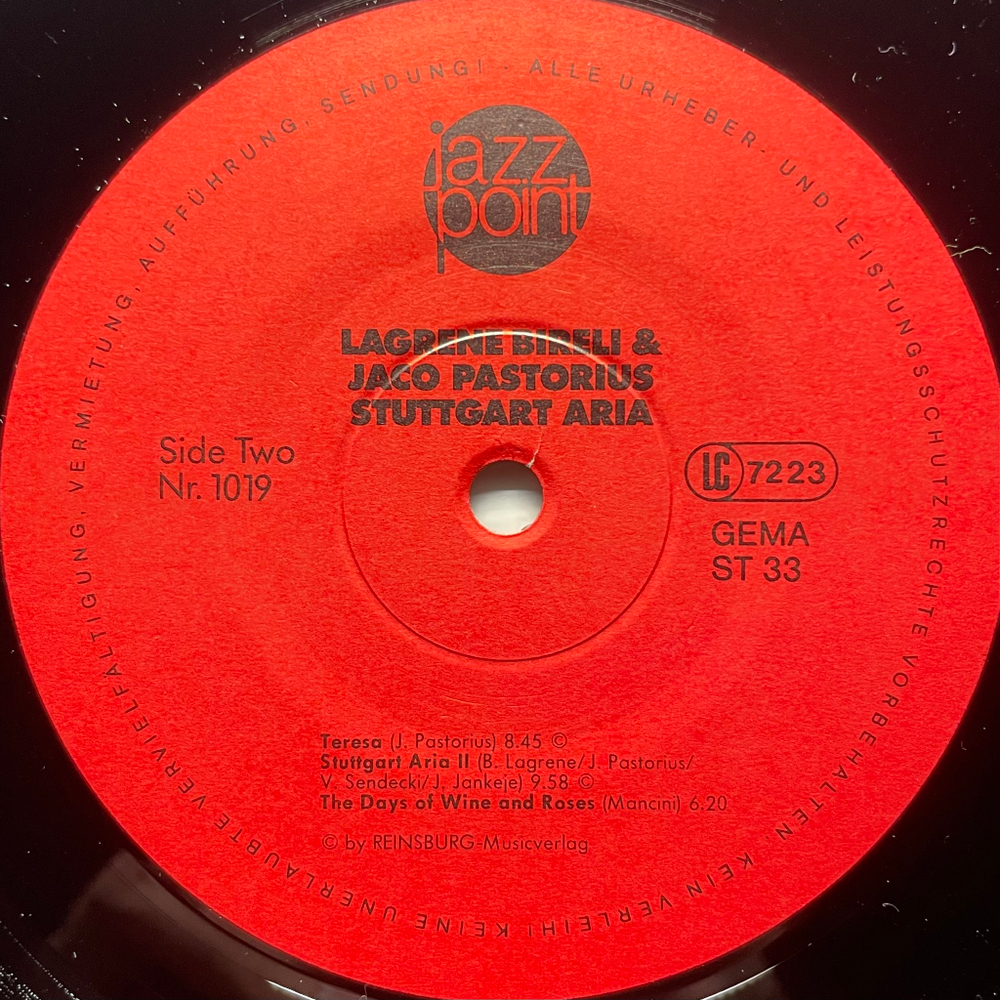 jazz
point
LAGRENE BIRELI &
JACO PASTORIUS
STUTTGART ARIA
Side Two
Nr. 1019
LC 7223
GEMA
ST 33
Teresa (J. Pastorius) 8.45 ©
Stuttgart Aria II (B. Lagrene/J. Pastorius/
V. Sendecki/J. Jankeje) 9.58 ©
The Days of Wine and Roses (Mancini) 6.20
© by REINSBURG-Musicverlag
ALLE URHEBER- UND LEISTUNGSSCHUTZRECHTE VORBEHALTEN · KEIN VERLEIH! KEINE UNERLAUBTE VERVIELFÄLTIGUNG, VERMIETUNG, AUFFÜHRUNG, SENDUNG! ·